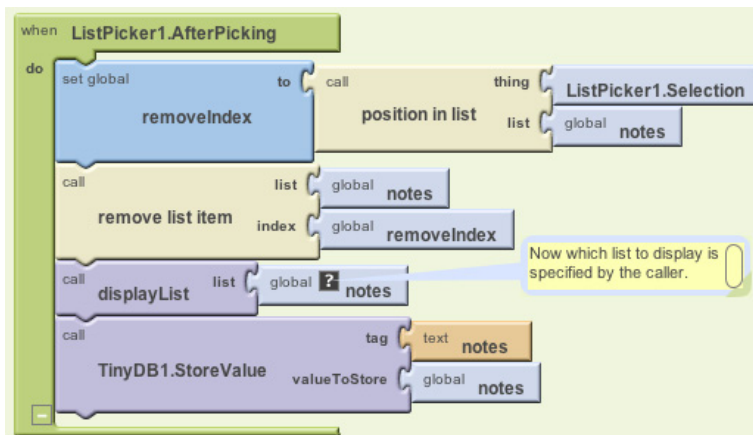 when ListPicker1.AfterPicking
do set global removeIndex to call position in list thing ListPicker1.Selection
list global notes
call remove list item list global notes
index global removeIndex
call displayList list global ? notes
Now which list to display is
specified by the caller.
call TinyDB1.StoreValue tag text notes
valueToStore global notes